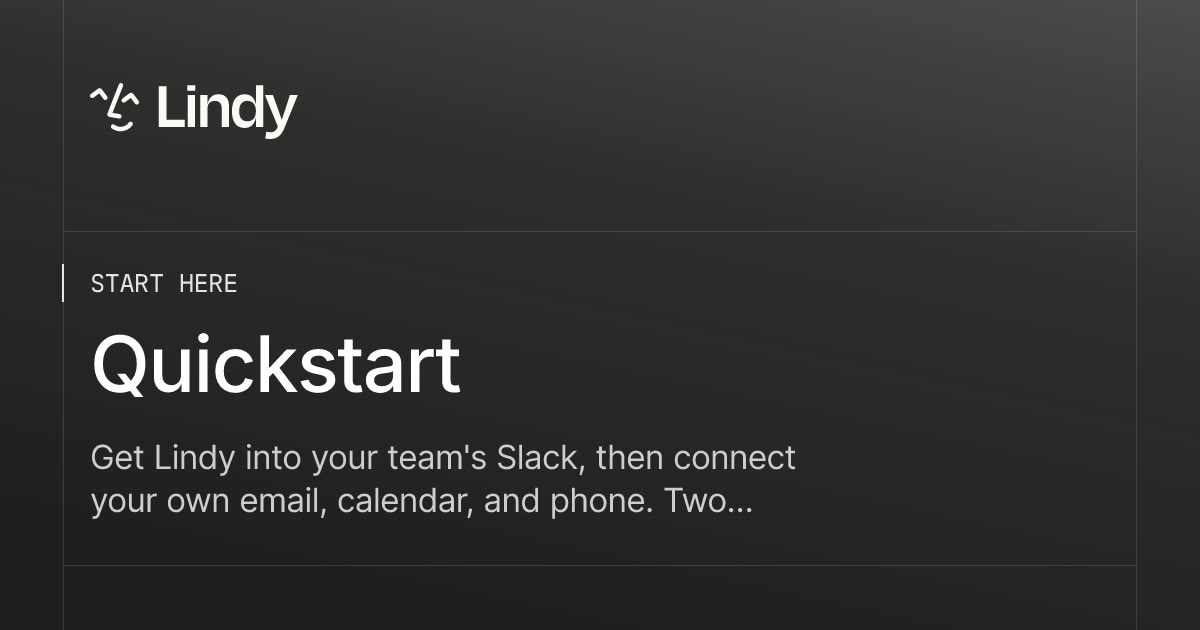 Lindy
START HERE
Quickstart
Get Lindy into your team's Slack, then connect
your own email, calendar, and phone. Two...